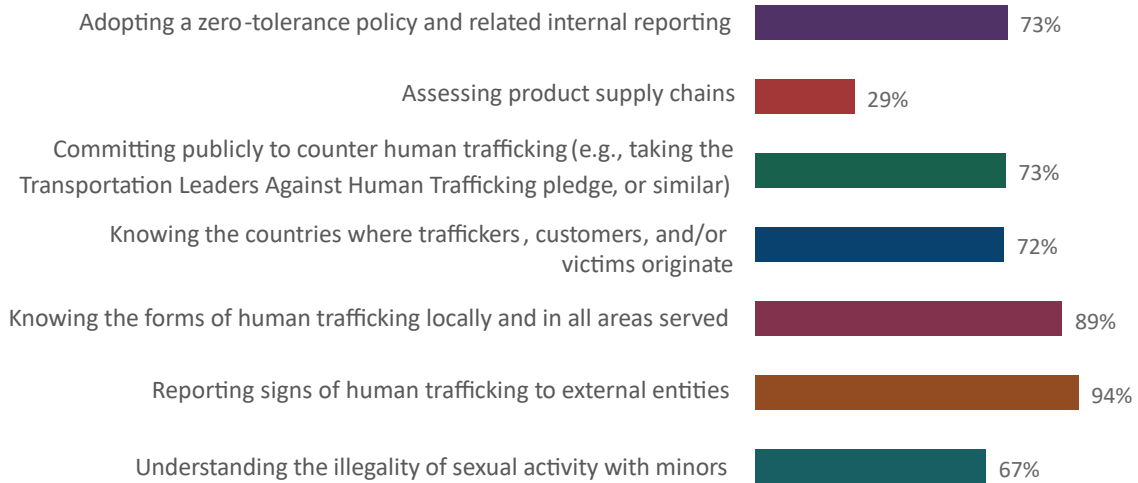 Adopting a zero-tolerance policy and related internal reporting
73%
Assessing product supply chains
29%
Committing publicly to counter human trafficking (e.g., taking the
Transportation Leaders Against Human Trafficking pledge, or similar)
73%
Knowing the countries where traffickers, customers, and/or
victims originate
72%
Knowing the forms of human trafficking locally and in all areas served
89%
Reporting signs of human trafficking to external entities
94%
Understanding the illegality of sexual activity with minors
67%